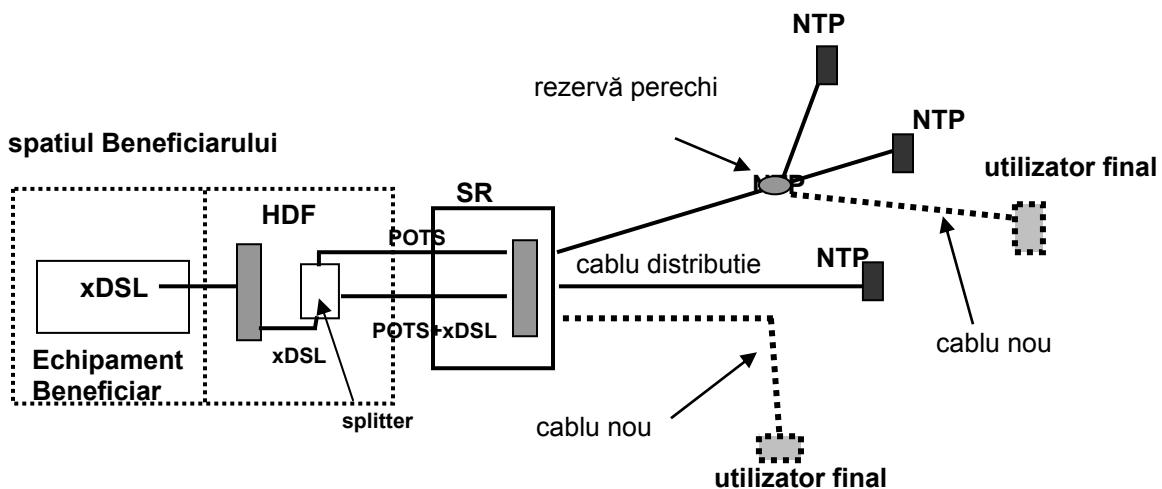 NTP
rezervă perechi
NTP
spatiul Beneficiarului
utilizator final
NTP
SR
HDF
POTS
cablu distributie
NTP
xDSL
POTS+xDSL
xDSL
cablu nou
Echipament
Beneficiar
splitter
cablu nou
utilizator final